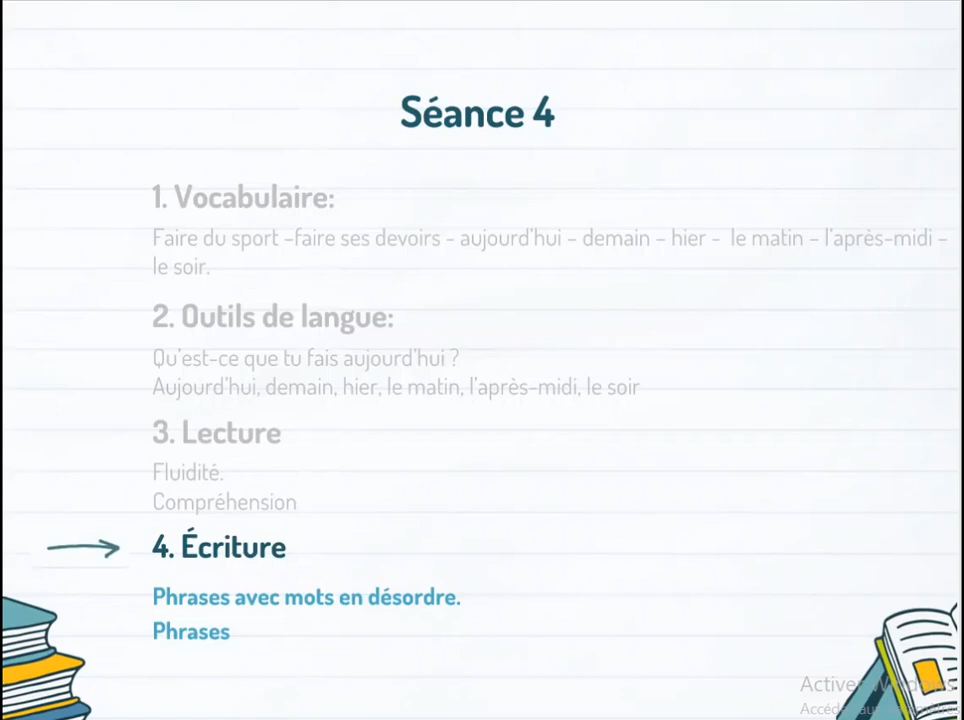 Séance 4
1. Vocabulaire:
Faire du sport –faire ses devoirs - aujourd'hui – demain – hier -  le matin – l'après-midi –
le soir.
2. Outils de langue:
Qu'est-ce que tu fais aujourd'hui ?
Aujourd'hui, demain, hier, le matin, l'après-midi, le soir
3. Lecture
Fluidité.
Compréhension
4. Écriture
Phrases avec mots en désordre.
Phrases
Activer Windows